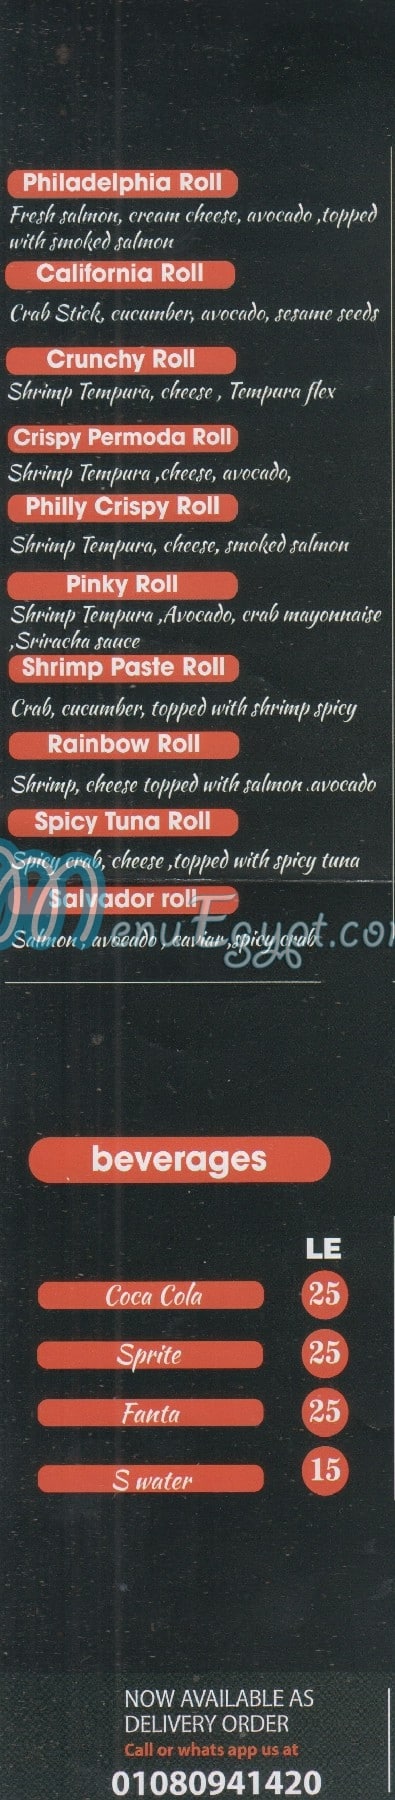 Philadelphia Roll
Fresh salmon, cream cheese, avocado ,topped
with smoked salmon
California Roll
Crab Stick, cucumber, avocado, sesame seeds
Crunchy Roll
Shrimp Tempura, cheese , Tempura flex
Crispy Permoda Roll
Shrimp Tempura ,cheese, avocado,
Philly Crispy Roll
Shrimp Tempura, cheese, smoked salmon
Pinky Roll
Shrimp Tempura ,Avocado, crab mayonnaise
,Sriracha sauce
Shrimp Paste Roll
Crab, cucumber, topped with shrimp spicy
Rainbow Roll
Shrimp, cheese topped with salmon .avocado
Spicy Tuna Roll
Spicy crab, cheese ,topped with spicy tuna
Salvador roll
Salmon , avocado , caviar ,spicy crab
MenuEgypt.com
beverages
LE
Coca Cola 25
Sprite 25
Fanta 25
S water 15
NOW AVAILABLE AS
DELIVERY ORDER
Call or whats app us at
01080941420